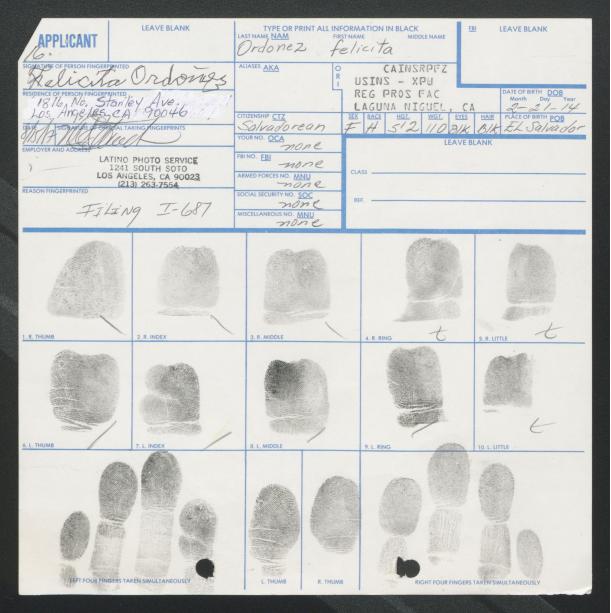 APPLICANT
16.
LEAVE BLANK
TYPE OR PRINT ALL INFORMATION IN BLACK
LAST NAME NAM FIRST NAME MIDDLE NAME
Ordonez felicita
FBI LEAVE BLANK
SIGNATURE OF PERSON FINGERPRINTED
Felicita Ordoñez
ALIASES AKA
ORI
CAINSRPFZ
USINS - XPU
REG PROS FAC
LAGUNA NIGUEL, CA
RESIDENCE OF PERSON FINGERPRINTED
1816 No. Stanley Ave.
Los Angeles, CA 90046
DATE OF BIRTH DOB
Month Day Year
2-21-14
CITIZENSHIP CTZ
Salvadorean
SEX RACE HGT. WGT. EYES HAIR PLACE OF BIRTH POB
F H 5'2 110 Blk Blk El Salvador
DATE SIGNATURE OF OFFICIAL TAKING FINGERPRINTS
YOUR NO. OCA
none
LEAVE BLANK
EMPLOYER AND ADDRESS
LATINO PHOTO SERVICE
1241 SOUTH SOTO
LOS ANGELES, CA 90023
(213) 263-7554
FBI NO. FBI
none
CLASS
ARMED FORCES NO. MNU
none
REASON FINGERPRINTED
FILING I-687
SOCIAL SECURITY NO. SOC
none
REF.
MISCELLANEOUS NO. MNU
none
1. R. THUMB
2. R. INDEX
3. R. MIDDLE
4. R. RING
t
5. R. LITTLE
t
6. L. THUMB
7. L. INDEX
8. L. MIDDLE
9. L. RING
10. L. LITTLE
t
LEFT FOUR FINGERS TAKEN SIMULTANEOUSLY
L. THUMB
R. THUMB
RIGHT FOUR FINGERS TAKEN SIMULTANEOUSLY